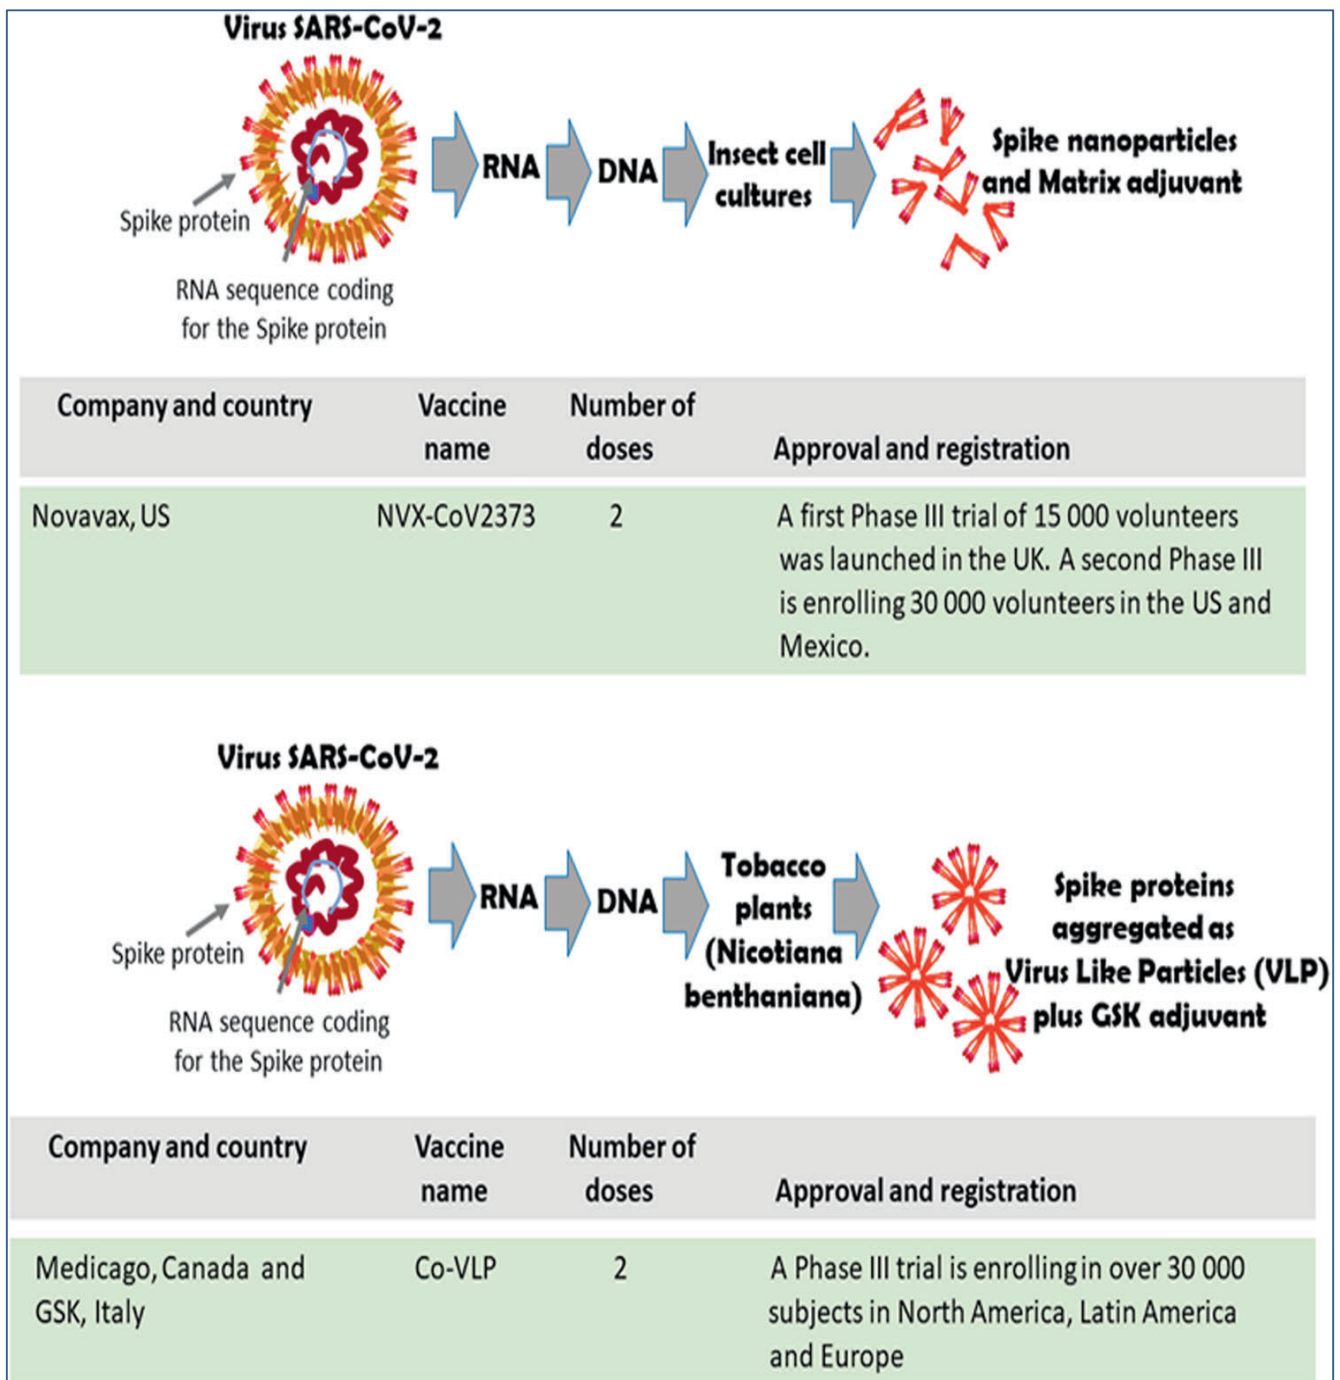 Virus SARS-CoV-2
RNA
DNA
Insect cell
cultures
Spike nanoparticles
and Matrix adjuvant
Spike protein
RNA sequence coding
for the Spike protein
Company and country
Vaccine
name
Number of
doses
Approval and registration
Novavax, US
NVX-CoV2373
2
A first Phase III trial of 15 000 volunteers
was launched in the UK. A second Phase III
is enrolling 30 000 volunteers in the US and
Mexico.
Virus SARS-CoV-2
RNA
DNA
Tobacco
plants
(Nicotiana
benthaniana)
Spike proteins
aggregated as
Virus Like Particles (VLP)
plus GSK adjuvant
Spike protein
RNA sequence coding
for the Spike protein
Company and country
Vaccine
name
Number of
doses
Approval and registration
Medicago, Canada and
GSK, Italy
Co-VLP
2
A Phase III trial is enrolling in over 30 000
subjects in North America, Latin America
and Europe